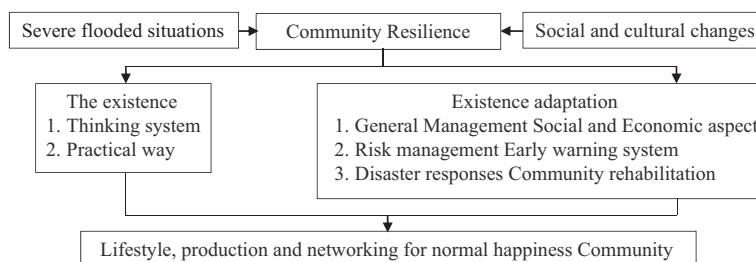 Severe flooded situations
Community Resilience
Social and cultural changes
The existence
1. Thinking system
2. Practical way
Existence adaptation
1. General Management Social and Economic aspect
2. Risk management Early warning system
3. Disaster responses Community rehabilitation
Lifestyle, production and networking for normal happiness Community